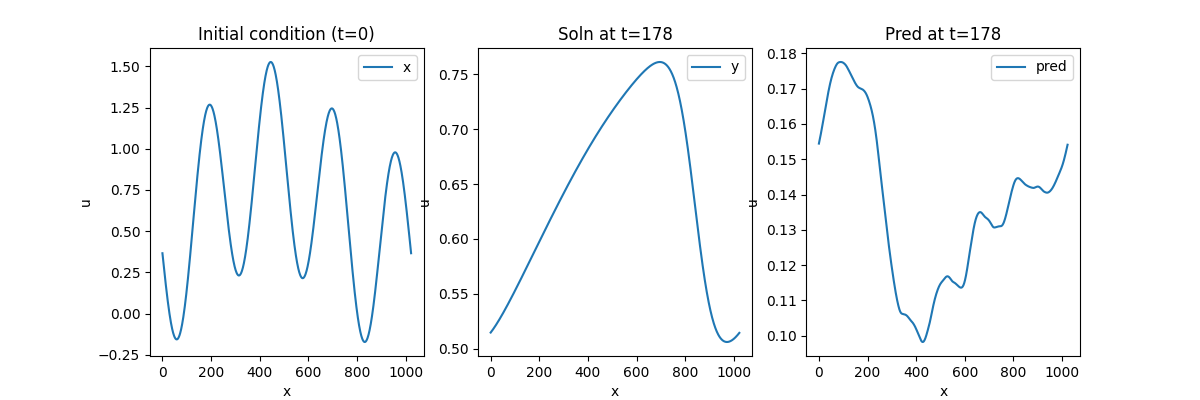 Initial condition (t=0)
x
1.50
1.25
1.00
0.75
0.50
0.25
0.00
−0.25
0 200 400 600 800 1000
x
u
Soln at t=178
y
0.75
0.70
0.65
0.60
0.55
0.50
0 200 400 600 800 1000
x
u
Pred at t=178
pred
0.18
0.17
0.16
0.15
0.14
0.13
0.12
0.11
0.10
0 200 400 600 800 1000
x
u